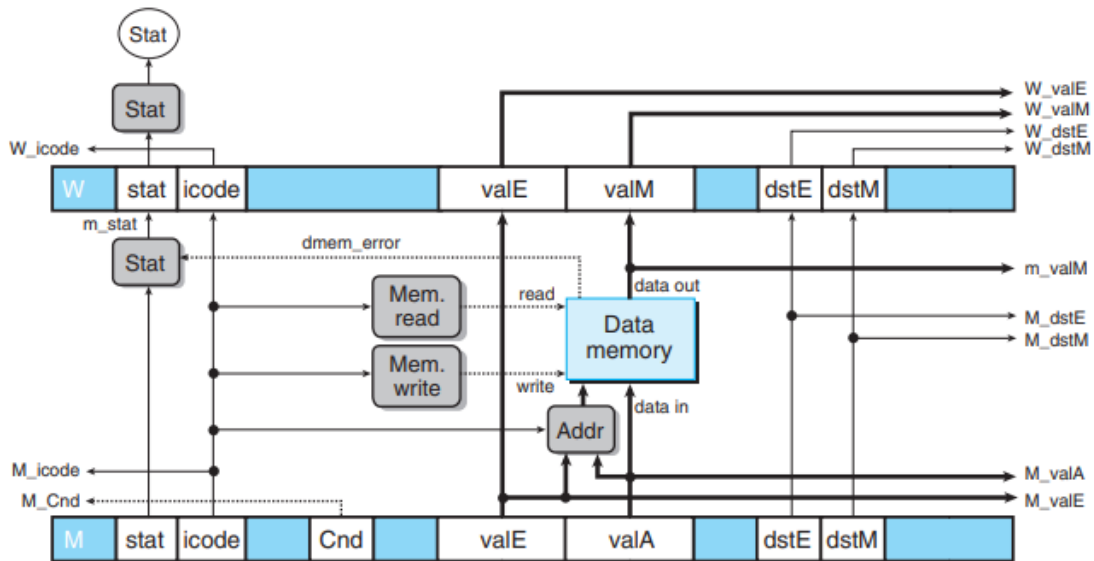 Stat
Stat
W_valE
W_valM
W_dstE
W_icode
W_dstM
W stat icode valE valM dstE dstM
m_stat
dmem_error
Stat
m_valM
data out
Mem.
read
read
Data
memory
M_dstE
M_dstM
Mem.
write
write
data in
Addr
M_icode
M_valA
M_Cnd
M_valE
M stat icode Cnd valE valA dstE dstM